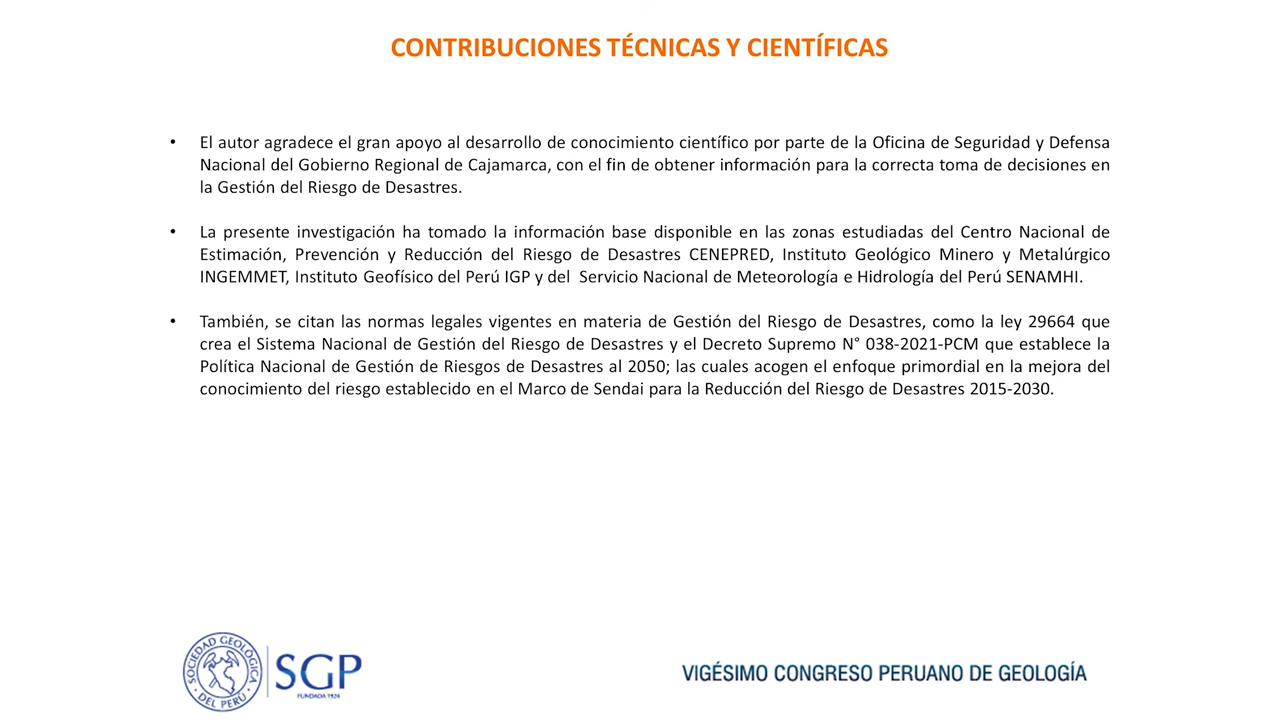 CONTRIBUCIONES TÉCNICAS Y CIENTÍFICAS
• El autor agradece el gran apoyo al desarrollo de conocimiento científico por parte de la Oficina de Seguridad y Defensa
Nacional del Gobierno Regional de Cajamarca, con el fin de obtener información para la correcta toma de decisiones en
la Gestión del Riesgo de Desastres.
• La presente investigación ha tomado la información base disponible en las zonas estudiadas del Centro Nacional de
Estimación, Prevención y Reducción del Riesgo de Desastres CENEPRED, Instituto Geológico Minero y Metalúrgico
INGEMMET, Instituto Geofísico del Perú IGP y del  Servicio Nacional de Meteorología e Hidrología del Perú SENAMHI.
• También, se citan las normas legales vigentes en materia de Gestión del Riesgo de Desastres, como la ley 29664 que
crea el Sistema Nacional de Gestión del Riesgo de Desastres y el Decreto Supremo N° 038-2021-PCM que establece la
Política Nacional de Gestión de Riesgos de Desastres al 2050; las cuales acogen el enfoque primordial en la mejora del
conocimiento del riesgo establecido en el Marco de Sendai para la Reducción del Riesgo de Desastres 2015-2030.
SOCIEDAD GEOLÓGICA
DEL PERÚ
SGP
FUNDADA 1924
VIGÉSIMO CONGRESO PERUANO DE GEOLOGÍA